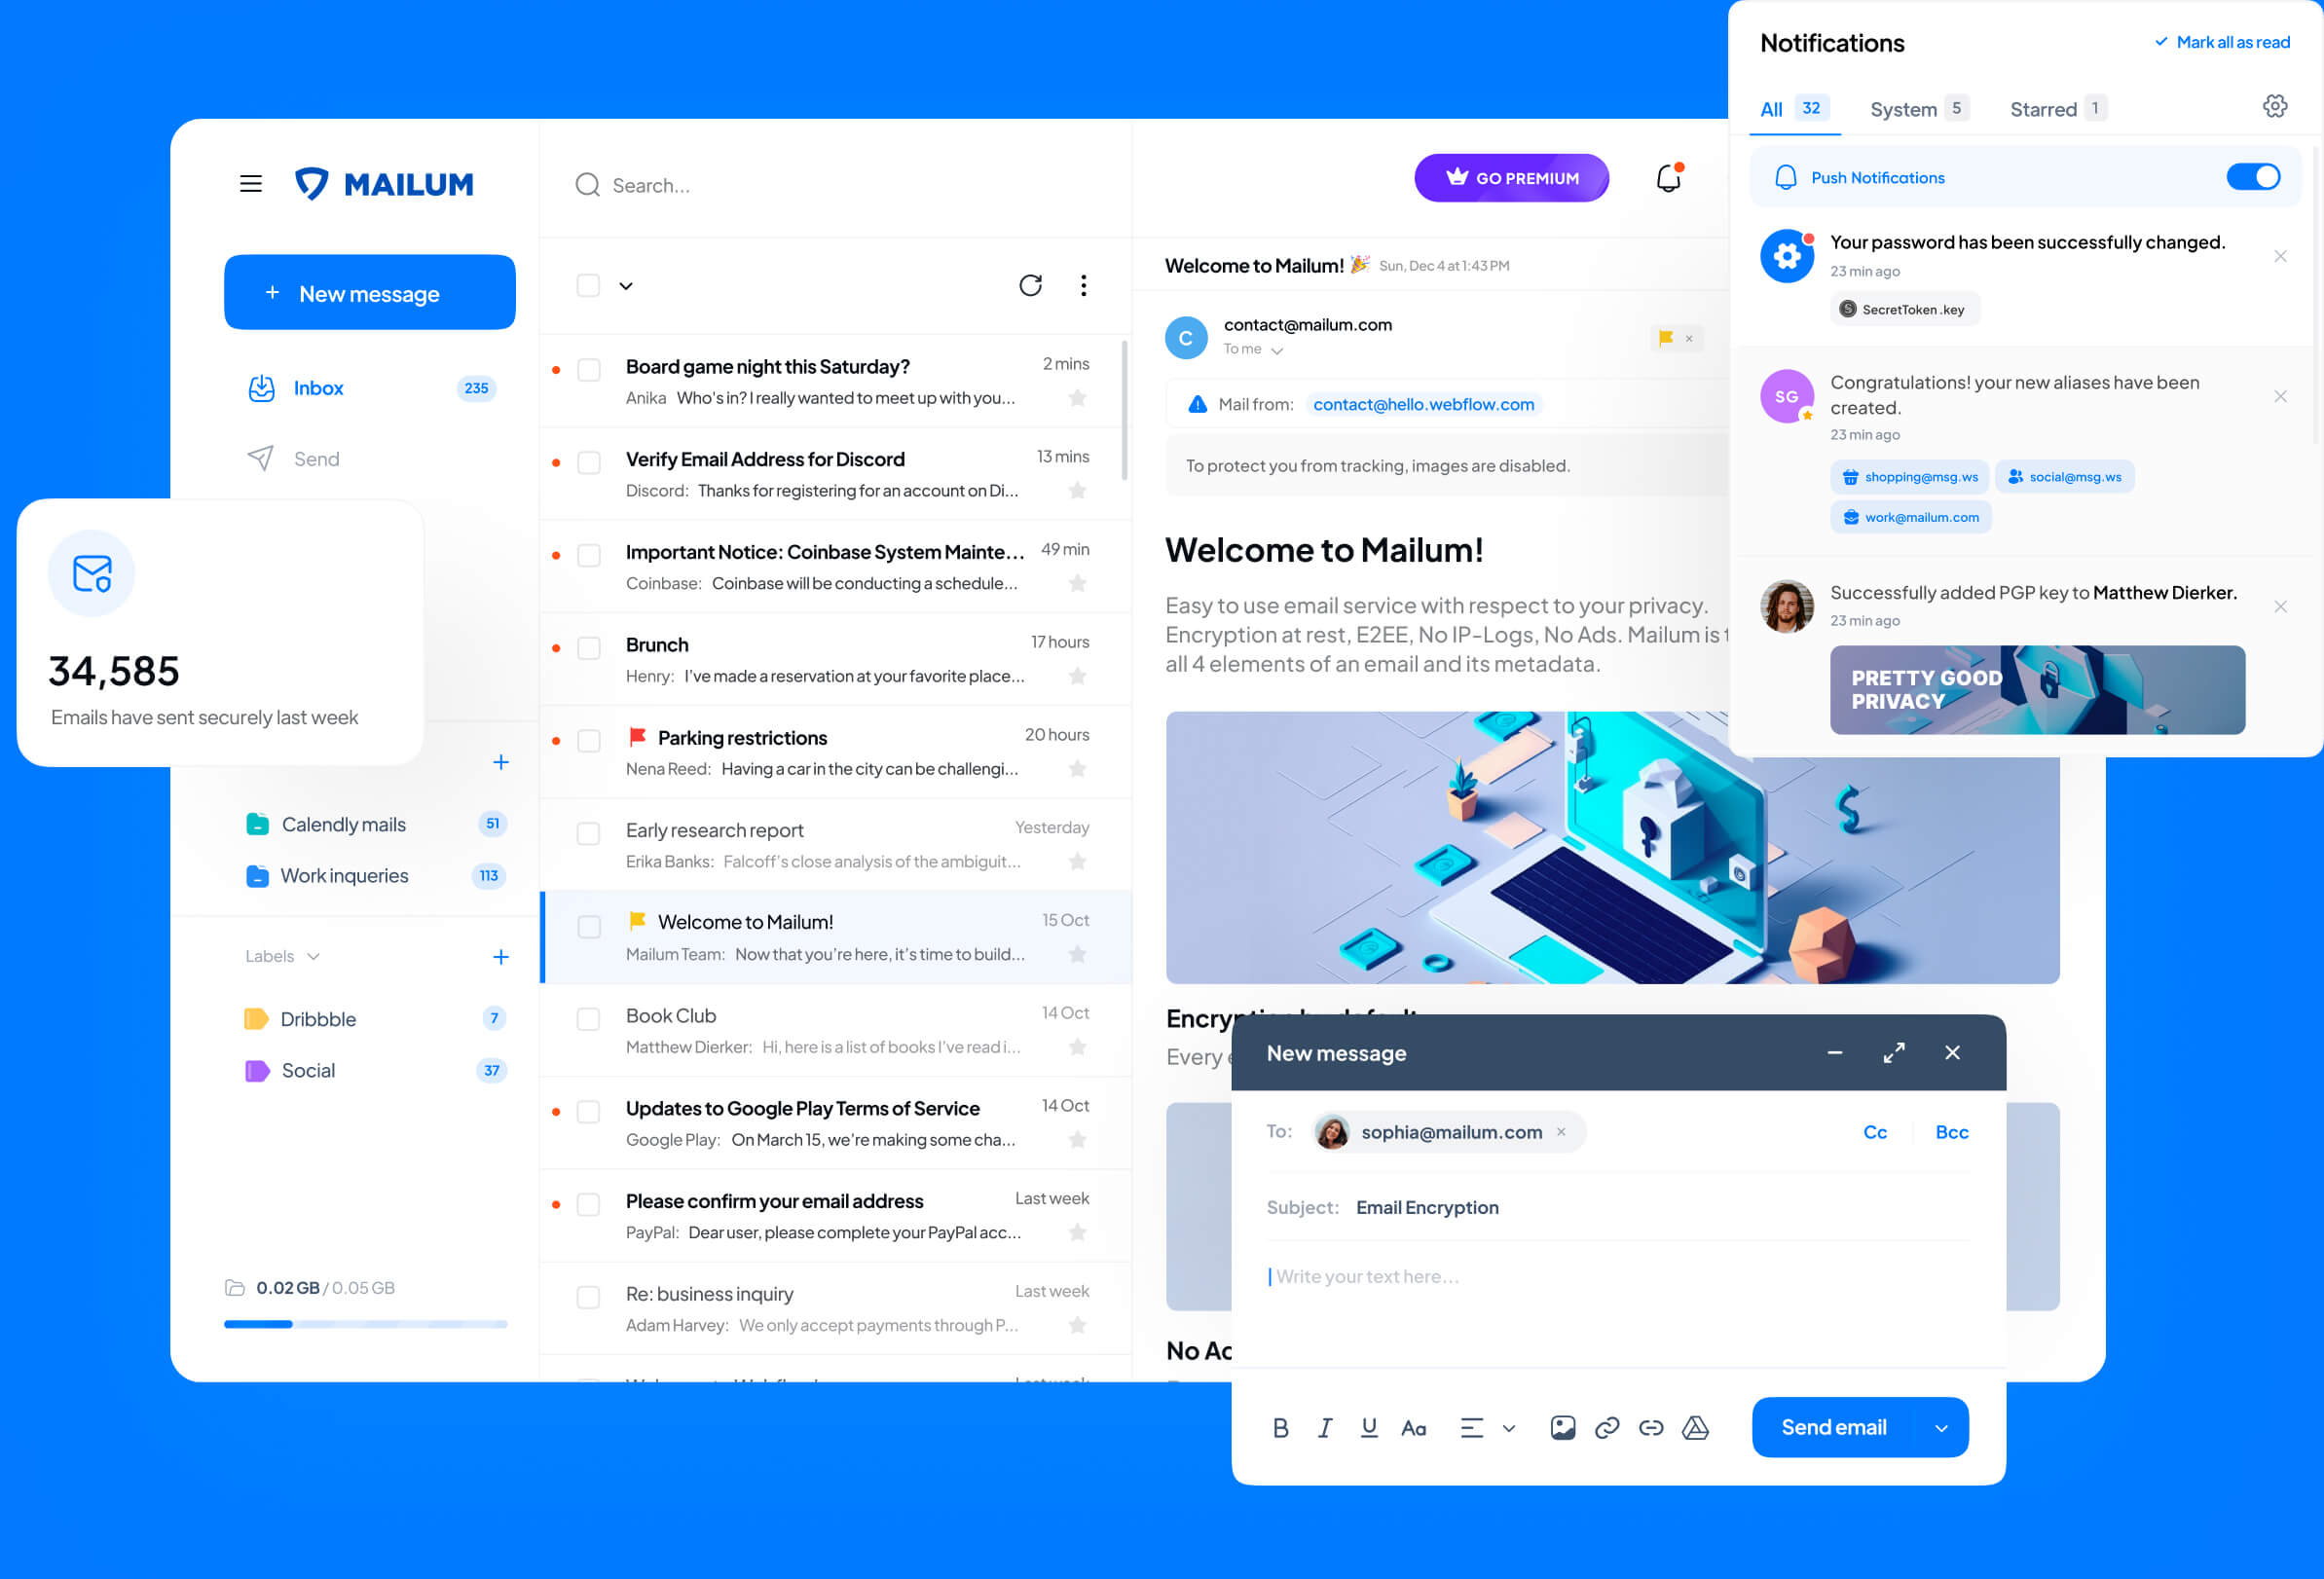 MAILUM
New message
Inbox 235
Send
34,585
Emails have sent securely last week
Calendly mails 51
Work inqueries 113
Labels
Dribbble 7
Social 37
0.02 GB / 0.05 GB
Search...
Board game night this Saturday? 2 mins
Anika Who's in? I really wanted to meet up with you...
Verify Email Address for Discord 13 mins
Discord: Thanks for registering for an account on Di...
Important Notice: Coinbase System Mainte... 49 min
Coinbase: Coinbase will be conducting a schedule...
Brunch 17 hours
Henry: I've made a reservation at your favorite place...
Parking restrictions 20 hours
Nena Reed: Having a car in the city can be challengi...
Early research report Yesterday
Erika Banks: Falcoff's close analysis of the ambiguit...
Welcome to Mailum! 15 Oct
Mailum Team: Now that you're here, it's time to build...
Book Club 14 Oct
Matthew Dierker: Hi, here is a list of books I've read i...
Updates to Google Play Terms of Service 14 Oct
Google Play: On March 15, we're making some cha...
Please confirm your email address Last week
PayPal: Dear user, please complete your PayPal acc...
Re: business inquiry Last week
Adam Harvey: We only accept payments through P...
GO PREMIUM
Welcome to Mailum! 🎉 Sun, Dec 4 at 1:43 PM
C
contact@mailum.com
To me
Mail from: contact@hello.webflow.com
To protect you from tracking, images are disabled.
Welcome to Mailum!
Easy to use email service with respect to your privacy.
Encryption at rest, E2EE, No IP-Logs, No Ads. Mailum is
all 4 elements of an email and its metadata.
Every
New message
To: sophia@mailum.com × Cc Bcc
Subject: Email Encryption
Write your text here...
B I U Aa
Send email
Notifications
Mark all as read
All 32 System 5 Starred 1
Push Notifications
Your password has been successfully changed.
23 min ago
S SecretToken .key
SG
Congratulations! your new aliases have been
created.
23 min ago
shopping@msg.ws social@msg.ws
work@mailum.com
Successfully added PGP key to Matthew Dierker.
23 min ago
PRETTY GOOD
PRIVACY